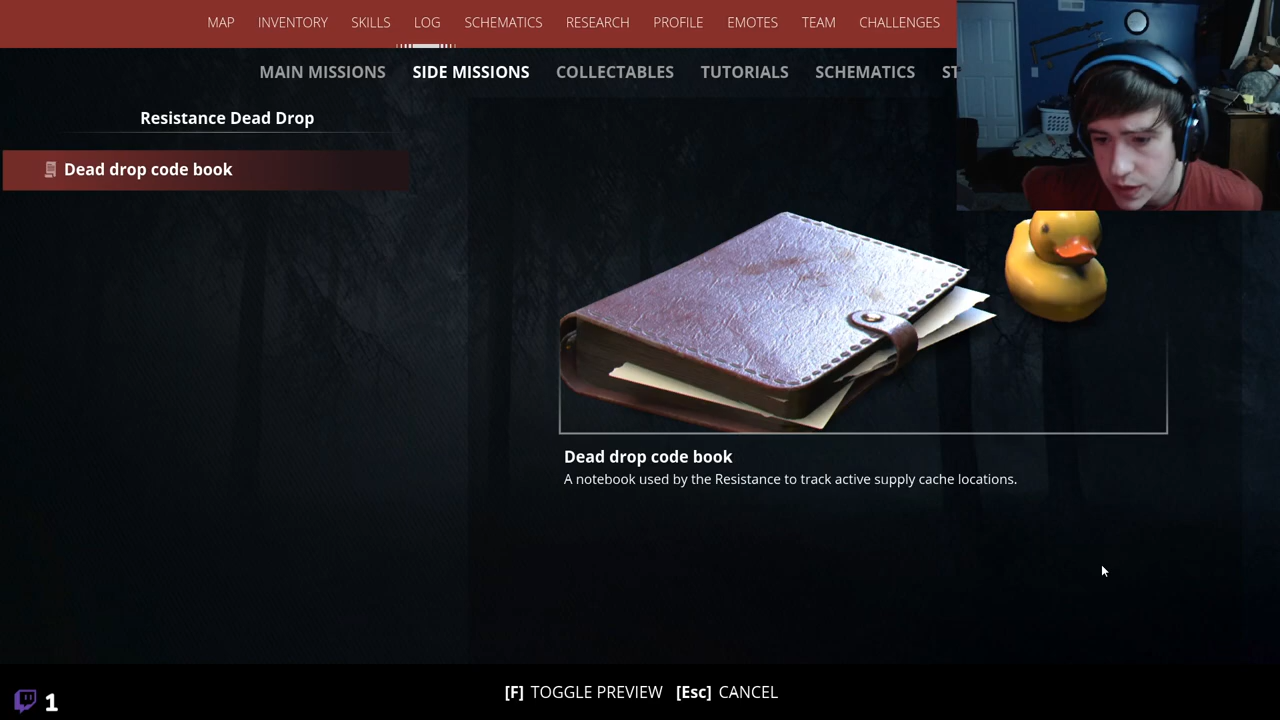 MAP INVENTORY SKILLS LOG SCHEMATICS RESEARCH PROFILE EMOTES TEAM CHALLENGES
MAIN MISSIONS SIDE MISSIONS COLLECTABLES TUTORIALS SCHEMATICS ST
Resistance Dead Drop
Dead drop code book
Dead drop code book
A notebook used by the Resistance to track active supply cache locations.
1
[F] TOGGLE PREVIEW [Esc] CANCEL